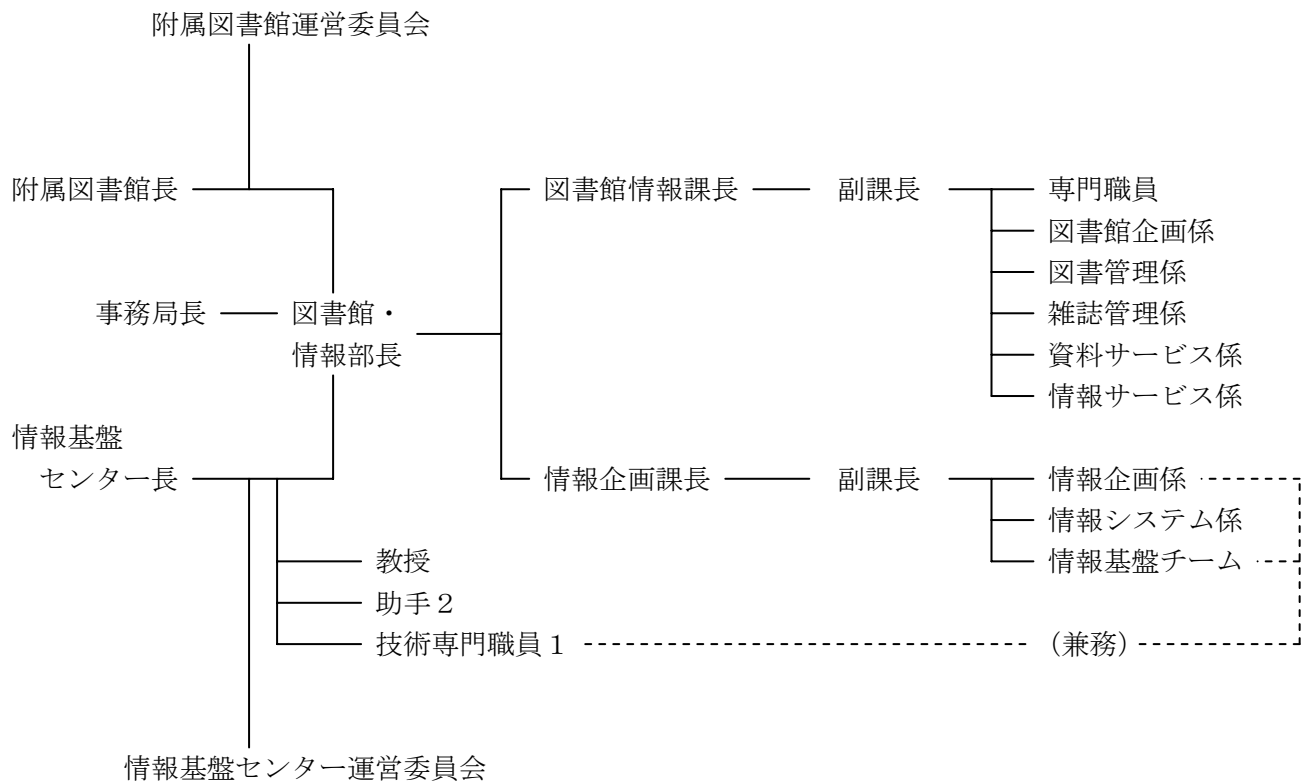 附属図書館運営委員会
附属図書館長
図書館情報課長
副課長
専門職員
図書館企画係
図書管理係
雑誌管理係
資料サービス係
情報サービス係
事務局長
図書館・
情報部長
情報基盤
センター長
情報企画課長
副課長
情報企画係
情報システム係
情報基盤チーム
教授
助手２
技術専門職員１
（兼務）
情報基盤センター運営委員会